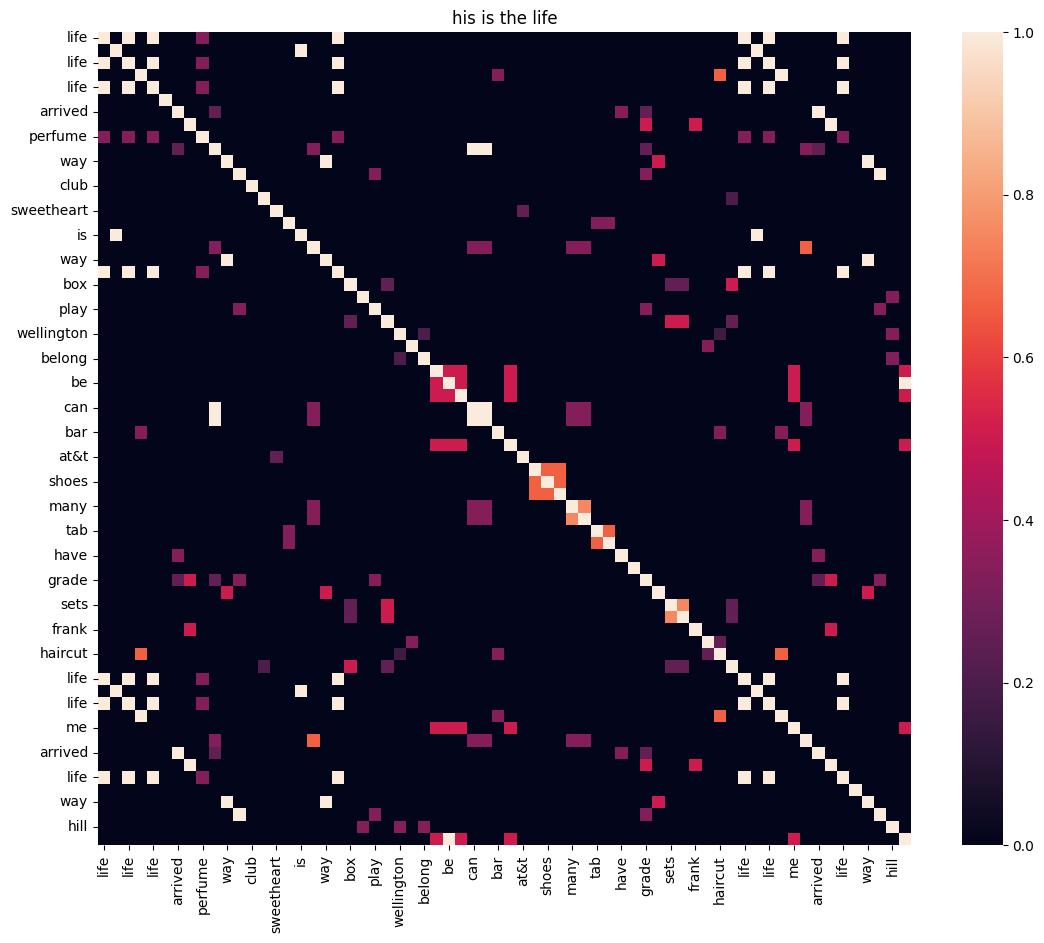 his is the life
life
life
life
arrived
perfume
way
club
sweetheart
is
way
box
play
wellington
belong
be
can
bar
at&t
shoes
many
tab
have
grade
sets
frank
haircut
life
life
me
arrived
life
way
hill
life
life
life
arrived
perfume
way
club
sweetheart
is
way
box
play
wellington
belong
be
can
bar
at&t
shoes
many
tab
have
grade
sets
frank
haircut
life
life
me
arrived
life
way
hill
1.0
0.8
0.6
0.4
0.2
0.0